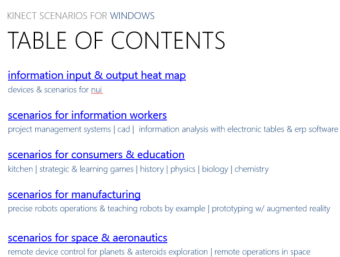 KINECT SCENARIOS FOR WINDOWS
TABLE OF CONTENTS
information input & output heat map
devices & scenarios for nui
scenarios for information workers
project management systems | cad | information analysis with electronic tables & erp software
scenarios for consumers & education
kitchen | strategic & learning games | history | physics | biology | chemistry
scenarios for manufacturing
precise robots operations & teaching robots by example | prototyping w/ augmented reality
scenarios for space & aeronautics
remote device control for planets & asteroids exploration | remote operations in space